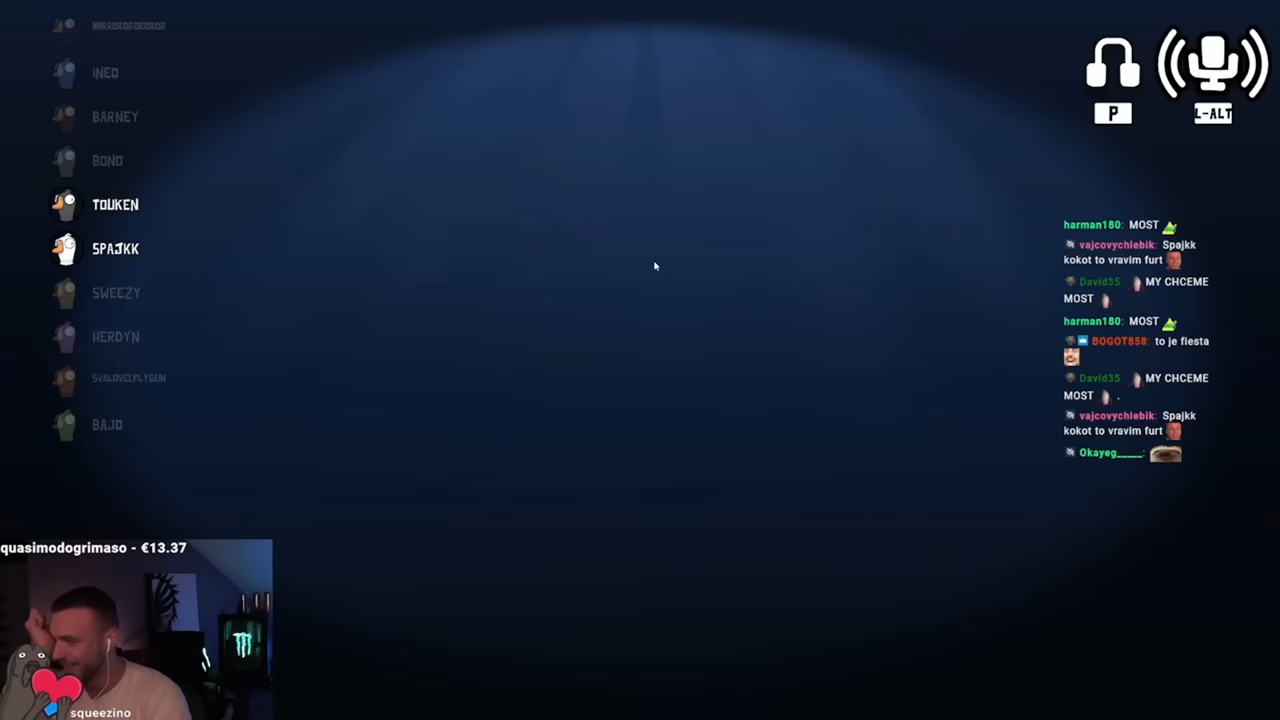 MIRROROROROROR
INEO
BARNEY
BONO
TOUKEN
SPAJKK
SWEEZY
HERDYN
BAJO
P
L-ALT
harman180: MOST
vajcovychlebik: Spajkk
kokot to vravim furt
David35: MY CHCEME
MOST
harman180: MOST
BOGOT858: to je fiesta
David35: MY CHCEME
MOST .
vajcovychlebik: Spajkk
kokot to vravim furt
Okayeg_____:
quasimodogrimaso - €13.37
squeezino